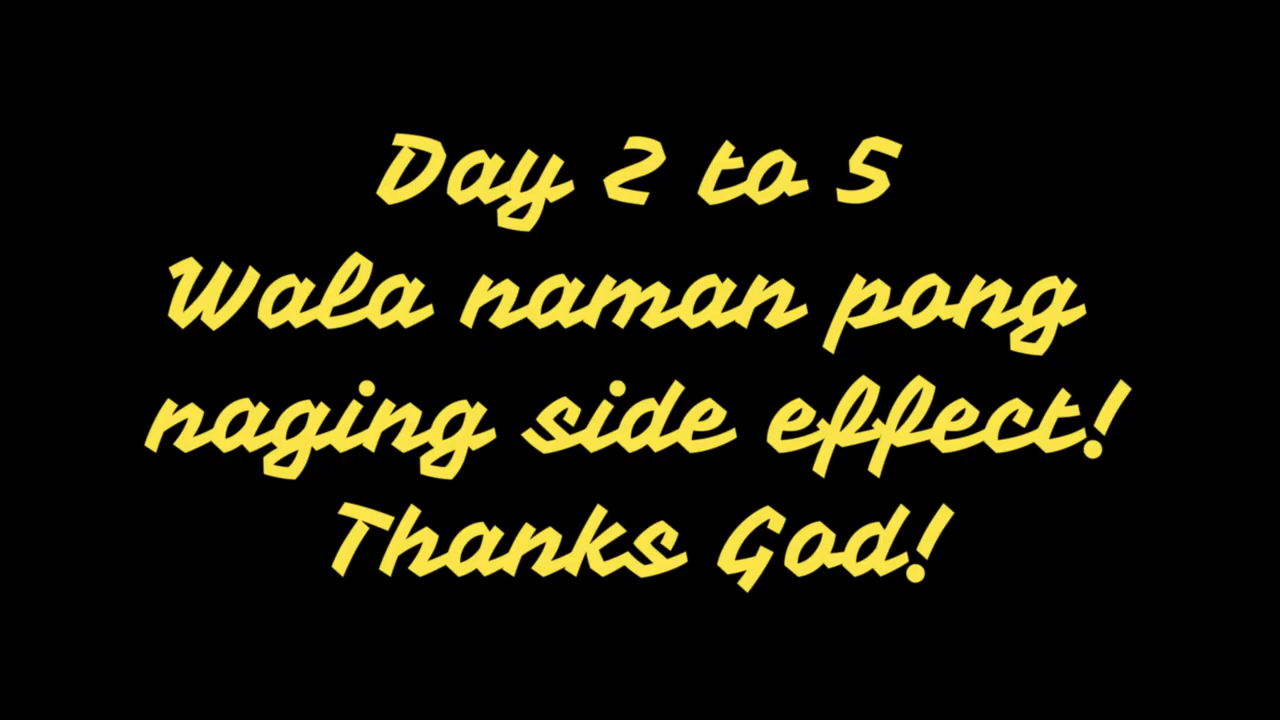 Day 2 to 5
Wala naman pong
naging side effect!
Thanks God!